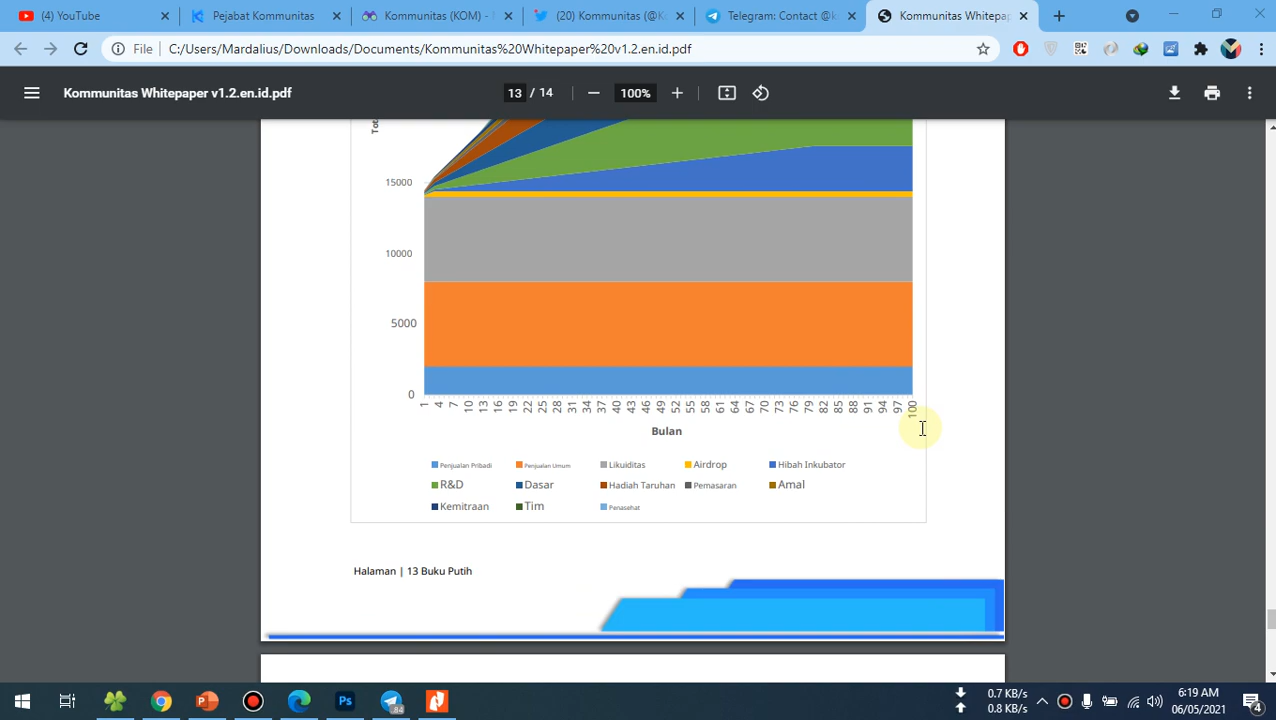 (4) YouTube
Pejabat Kommunitas
Kommunitas (KOM) -
(20) Kommunitas (@Ko
Telegram: Contact @k
Kommunitas Whitepap
File
C:/Users/Mardalius/Downloads/Documents/Kommunitas%20Whitepaper%20v1.2.en.id.pdf
Kommunitas Whitepaper v1.2.en.id.pdf
13 / 14
100%
Tot
15000
10000
5000
0
1 4 7 10 13 16 19 22 25 28 31 34 37 40 43 46 49 52 55 58 61 64 67 70 73 76 79 82 85 88 91 94 97 100
Bulan
Penjualan Pribadi Penjualan Umum Likuiditas Airdrop Hibah Inkubator
R&D Dasar Hadiah Taruhan Pemasaran Amal
Kemitraan Tim Penasehat
Halaman | 13 Buku Putih
84
0.7 KB/s
0.8 KB/s
6:19 AM
06/05/2021
4